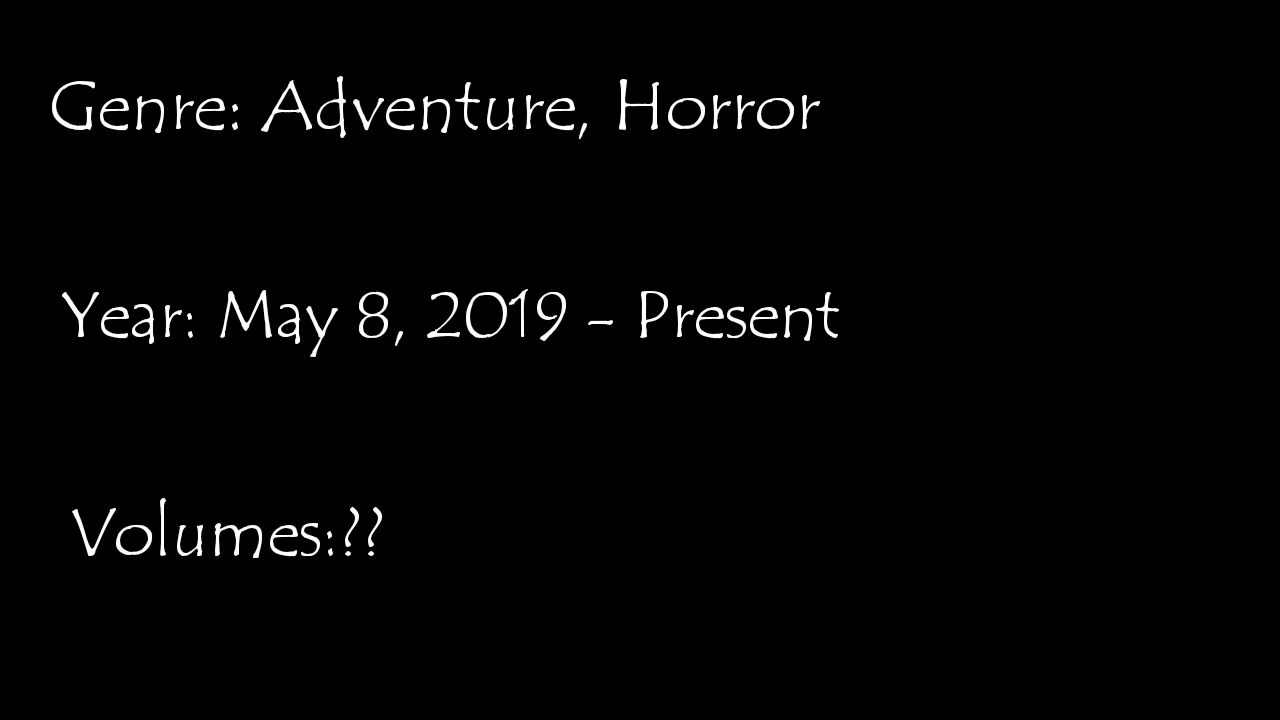 Genre: Adventure, Horror
Year: May 8, 2019 - Present
Volumes:??